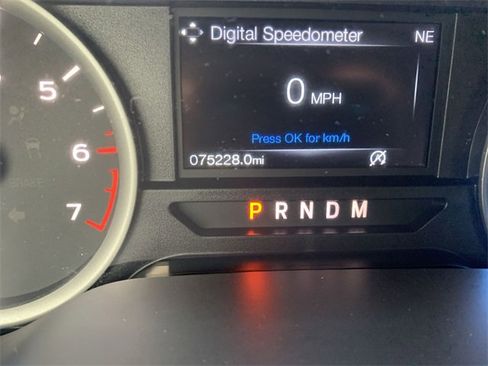 Digital Speedometer NE
0 MPH
Press OK for km/h
075228.0mi
5
6
7
P R N D M